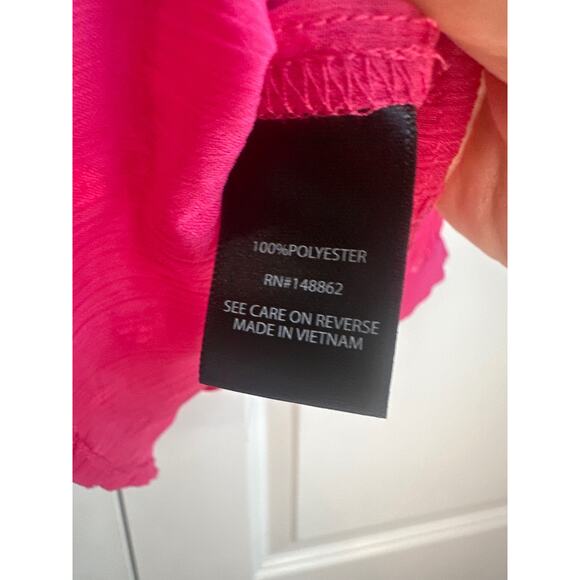 100%POLYESTER
RN#148862
SEE CARE ON REVERSE
MADE IN VIETNAM